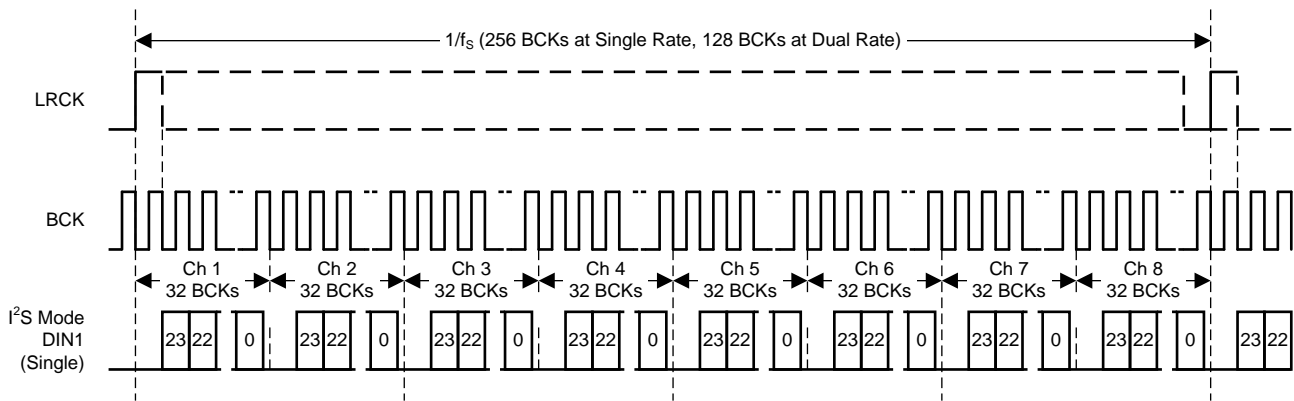 1/fS (256 BCKs at Single Rate, 128 BCKs at Dual Rate)
LRCK
BCK
Ch 1 Ch 2 Ch 3 Ch 4 Ch 5 Ch 6 Ch 7 Ch 8
32 BCKs 32 BCKs 32 BCKs 32 BCKs 32 BCKs 32 BCKs 32 BCKs 32 BCKs
I²S Mode
DIN1
(Single)
23 22 0 23 22 0 23 22 0 23 22 0 23 22 0 23 22 0 23 22 0 23 22 0 23 22